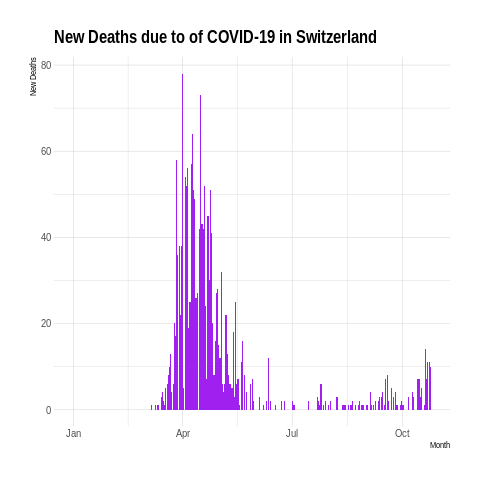 New Deaths due to of COVID-19 in Switzerland
New Deaths
80
60
40
20
0
Jan Apr Jul Oct
Month